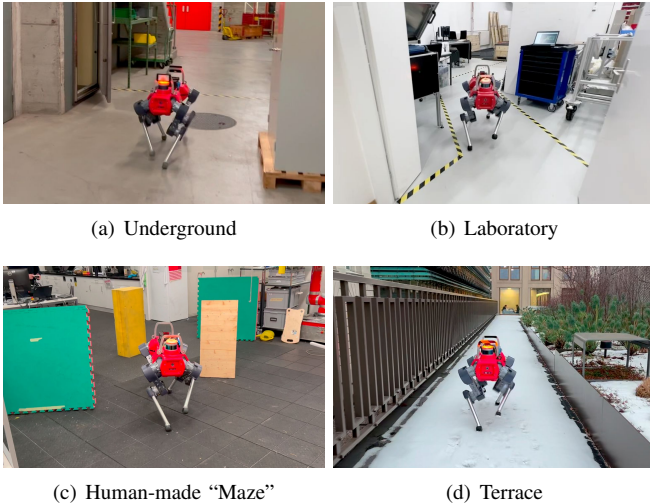 (a) Underground
(b) Laboratory
(c) Human-made “Maze”
(d) Terrace